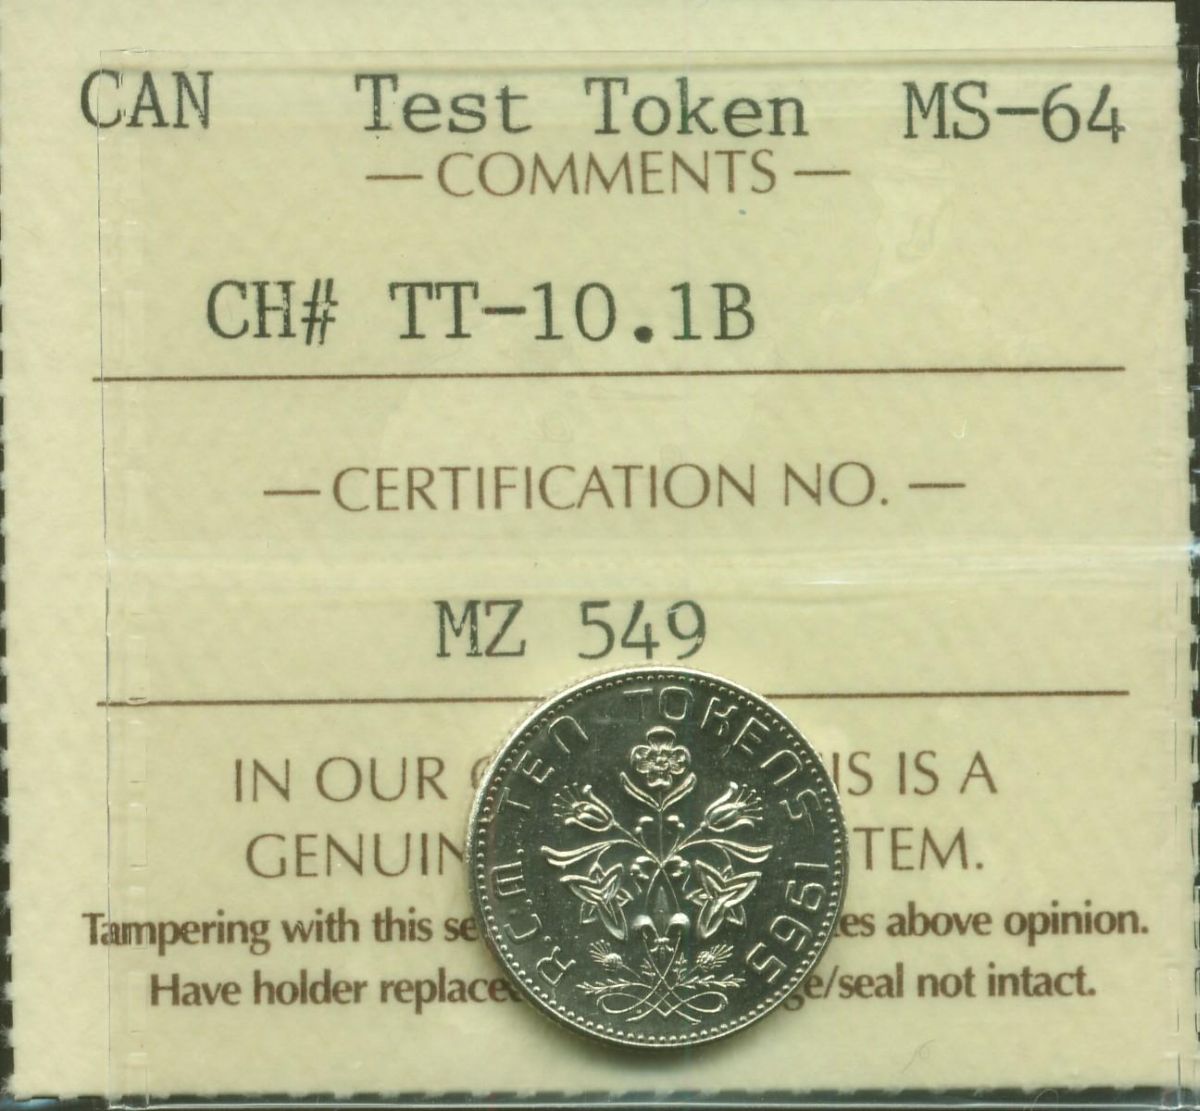 CAN Test Token MS-64
— COMMENTS —
CH# TT-10.1B
— CERTIFICATION NO. —
MZ 549
R.C.M. TEN TOKENS 1965
IN OUR IS IS A
GENUIN TEM.
Tampering with this se es above opinion.
Have holder replace ge/seal not intact.